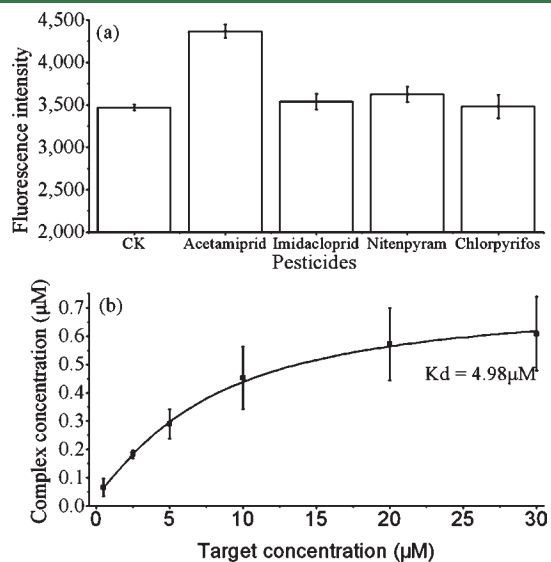 (a)
Fluorescence intensity
4,500
4,000
3,500
3,000
2,500
2,000
CK Acetamiprid Imidacloprid Nitenpyram Chlorpyrifos
Pesticides
(b)
Complex concentration (μM)
0.7
0.6
0.5
0.4
0.3
0.2
0.1
0.0
Kd = 4.98μM
0 5 10 15 20 25 30
Target concentration (μM)